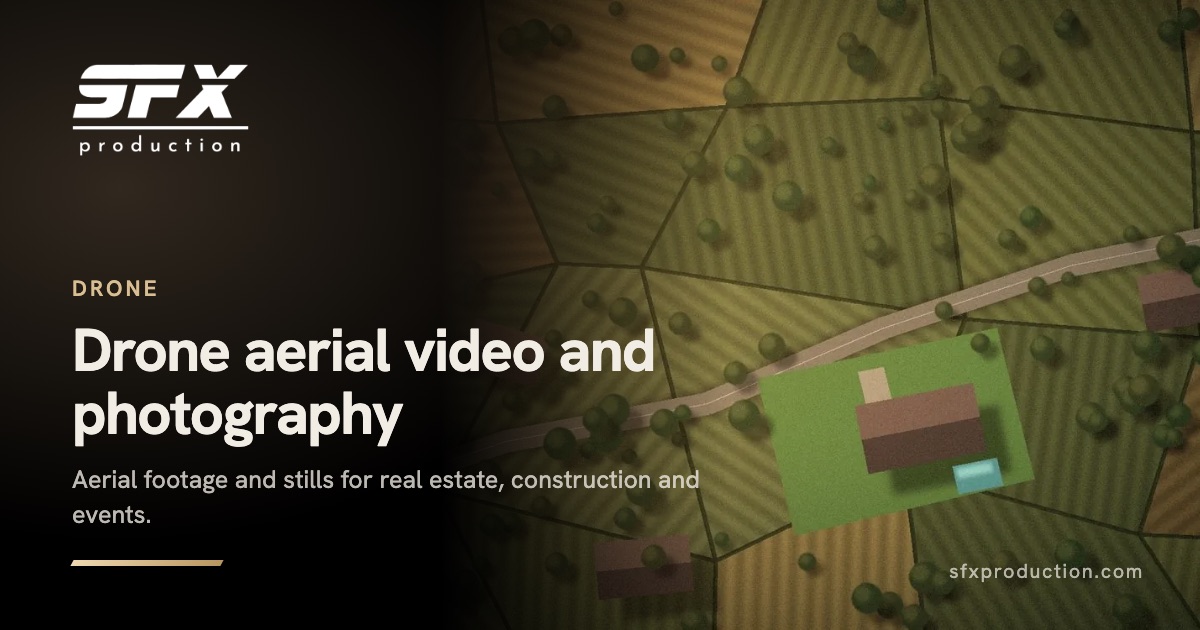 SFX
production
DRONE
Drone aerial video and
photography
Aerial footage and stills for real estate, construction and
events.
sfxproduction.com